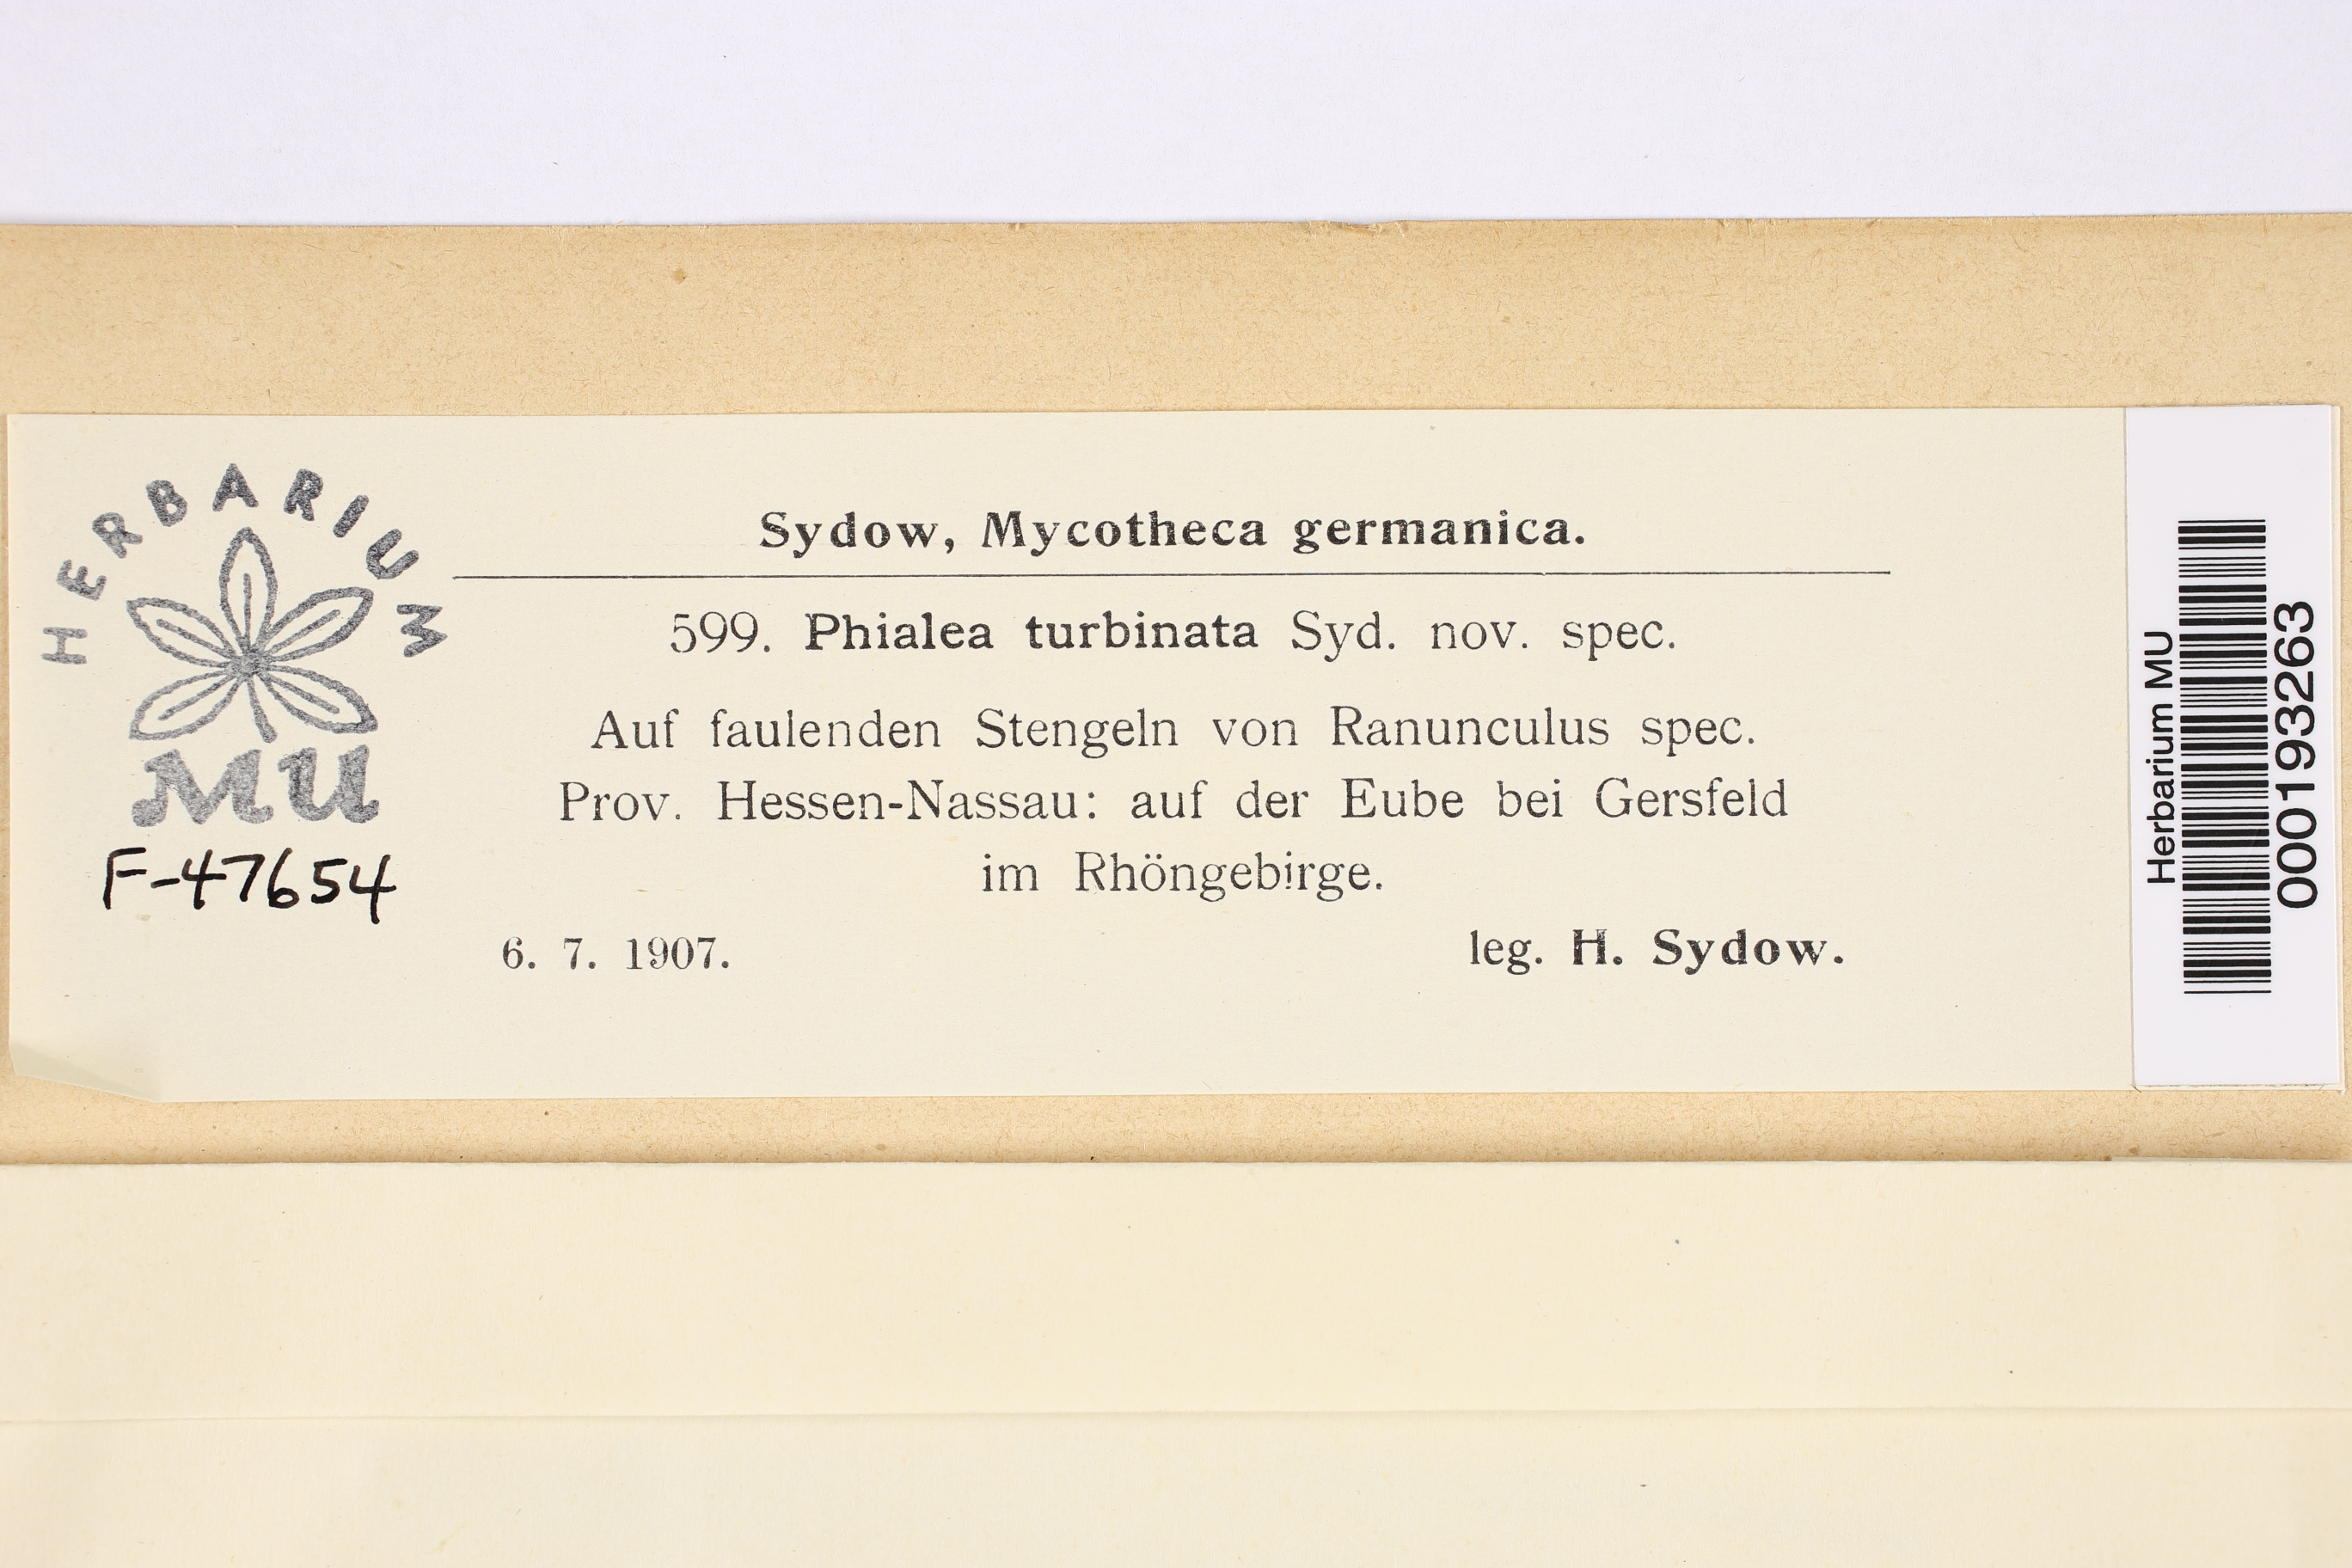 HERBARIUM
MU
F-47654
Sydow, Mycotheca germanica.
599. Phialea turbinata Syd. nov. spec.
Auf faulenden Stengeln von Ranunculus spec.
Prov. Hessen-Nassau: auf der Eube bei Gersfeld
im Rhöngebirge.
6. 7. 1907. leg. H. Sydow.
Herbarium MU
000193263